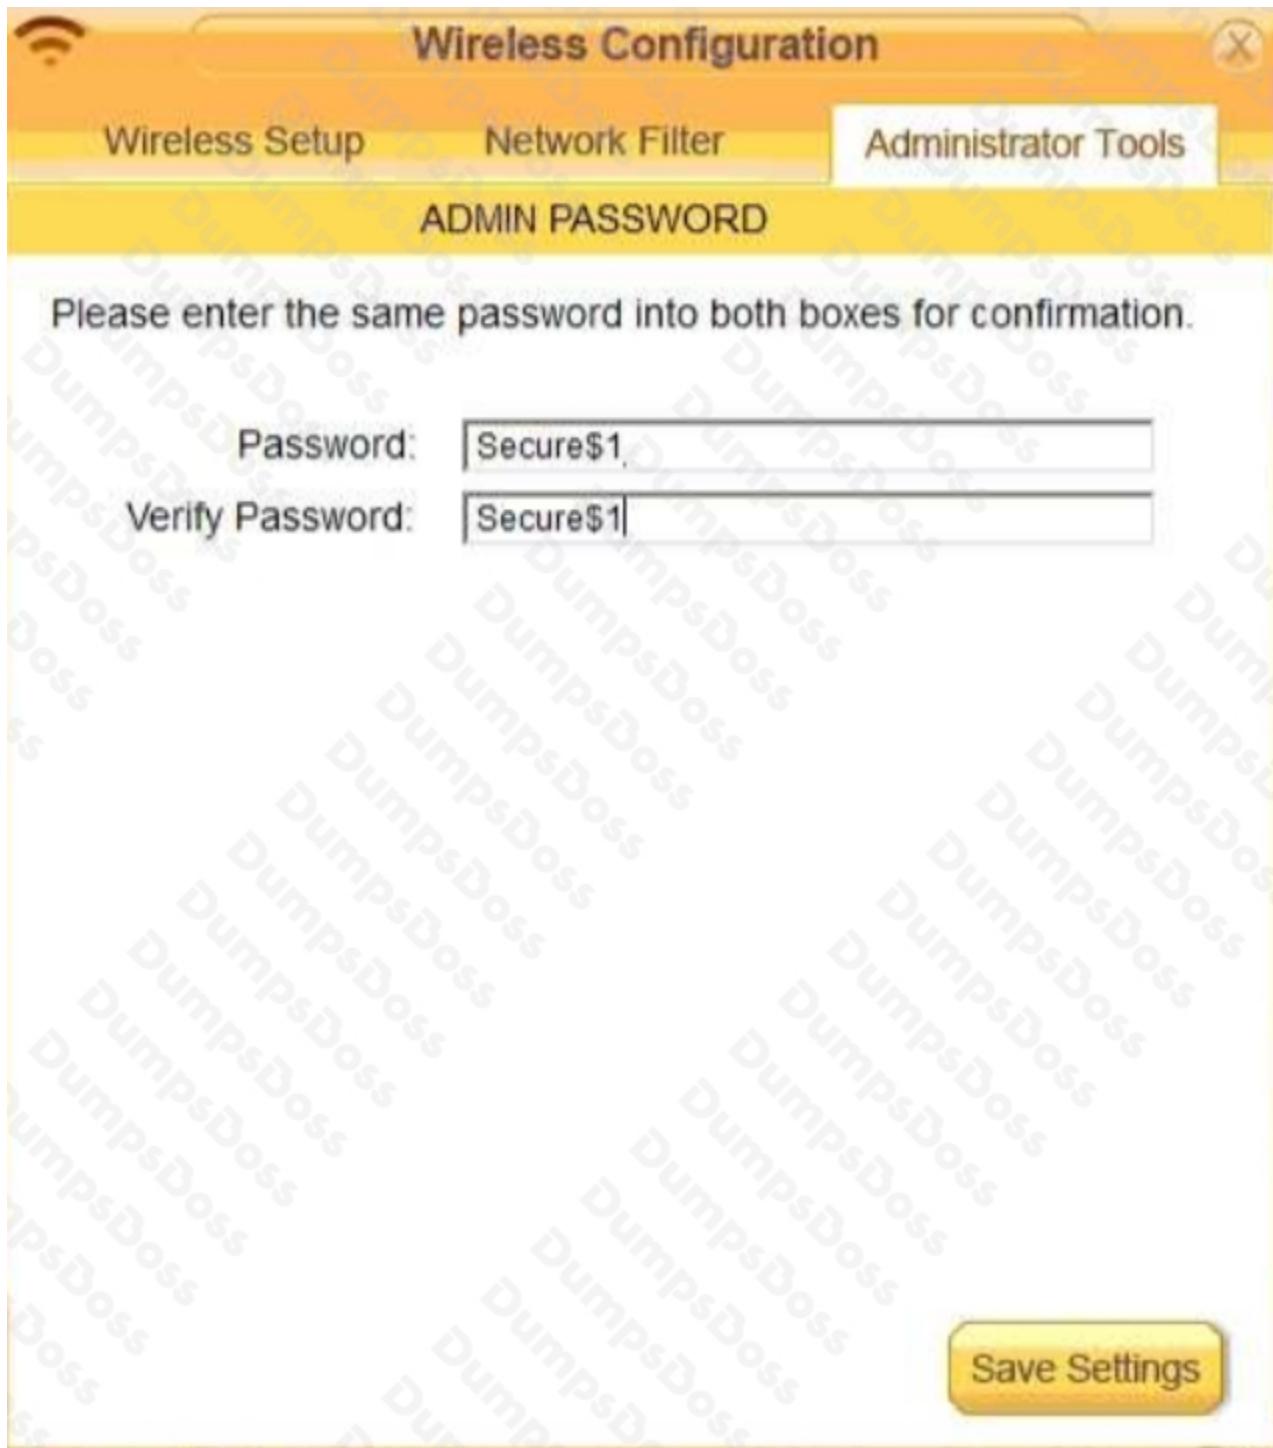 Wireless Configuration
X
Wireless Setup Network Filter Administrator Tools
ADMIN PASSWORD
Please enter the same password into both boxes for confirmation.
Password: Secure$1
Verify Password: Secure$1
Save Settings
DumpsDoss